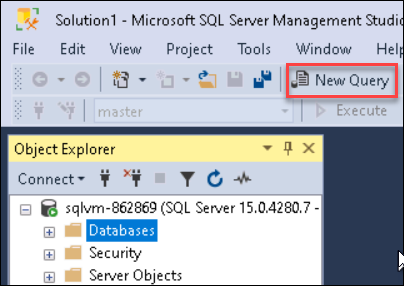 Solution1 - Microsoft SQL Server Management Studio
File Edit View Project Tools Window Help
New Query
master Execute
Object Explorer
Connect
sqlvm-862869 (SQL Server 15.0.4280.7 -
Databases
Security
Server Objects